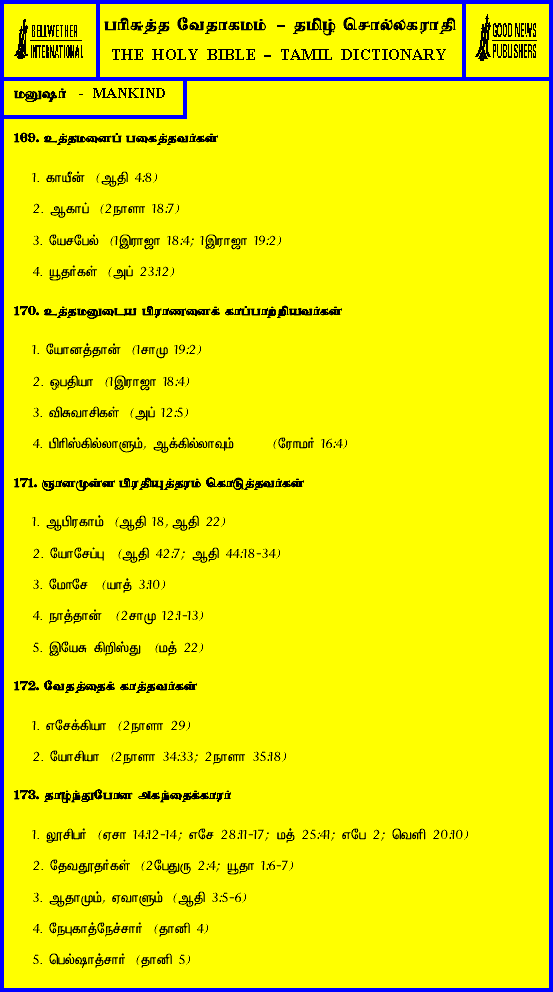 BELLWETHER
INTERNATIONAL
பரிசுத்த வேதாகமம் - தமிழ் சொல்லகராதி
THE HOLY BIBLE - TAMIL DICTIONARY
GOOD NEWS
PUBLISHERS
மனுஷர் - MANKIND
169. உத்தமனைப் பகைத்தவர்கள்
1. காயீன் (ஆதி 4:8)
2. ஆகாப் (2நாளா 18:7)
3. யேசபேல் (1இராஜா 18:4; 1இராஜா 19:2)
4. யூதர்கள் (அப் 23:12)
170. உத்தமனுடைய பிராணனைக் காப்பாற்றியவர்கள்
1. யோனத்தான் (1சாமு 19:2)
2. ஒபதியா (1இராஜா 18:4)
3. விசுவாசிகள் (அப் 12:5)
4. பிரிஸ்கில்லாளும், ஆக்கில்லாவும் (ரோமர் 16:4)
171. ஞானமுள்ள பிரதியுத்தரம் கொடுத்தவர்கள்
1. ஆபிரகாம் (ஆதி 18, ஆதி 22)
2. யோசேப்பு (ஆதி 42:7; ஆதி 44:18-34)
3. மோசே (யாத் 3:10)
4. நாத்தான் (2சாமு 12:1-13)
5. இயேசு கிறிஸ்து (மத் 22)
172. வேதத்தைக் காத்தவர்கள்
1. எசேக்கியா (2நாளா 29)
2. யோசியா (2நாளா 34:33; 2நாளா 35:18)
173. தாழ்ந்துபோன அகந்தைக்காரர்
1. லூசிபர் (ஏசா 14:12-14; எசே 28:11-17; மத் 25:41; எபே 2; வெளி 20:10)
2. தேவதூதர்கள் (2பேதுரு 2:4; யூதா 1:6-7)
3. ஆதாமும், ஏவாளும் (ஆதி 3:5-6)
4. நேபுகாத்நேச்சார் (தானி 4)
5. பெல்ஷாத்சார் (தானி 5)